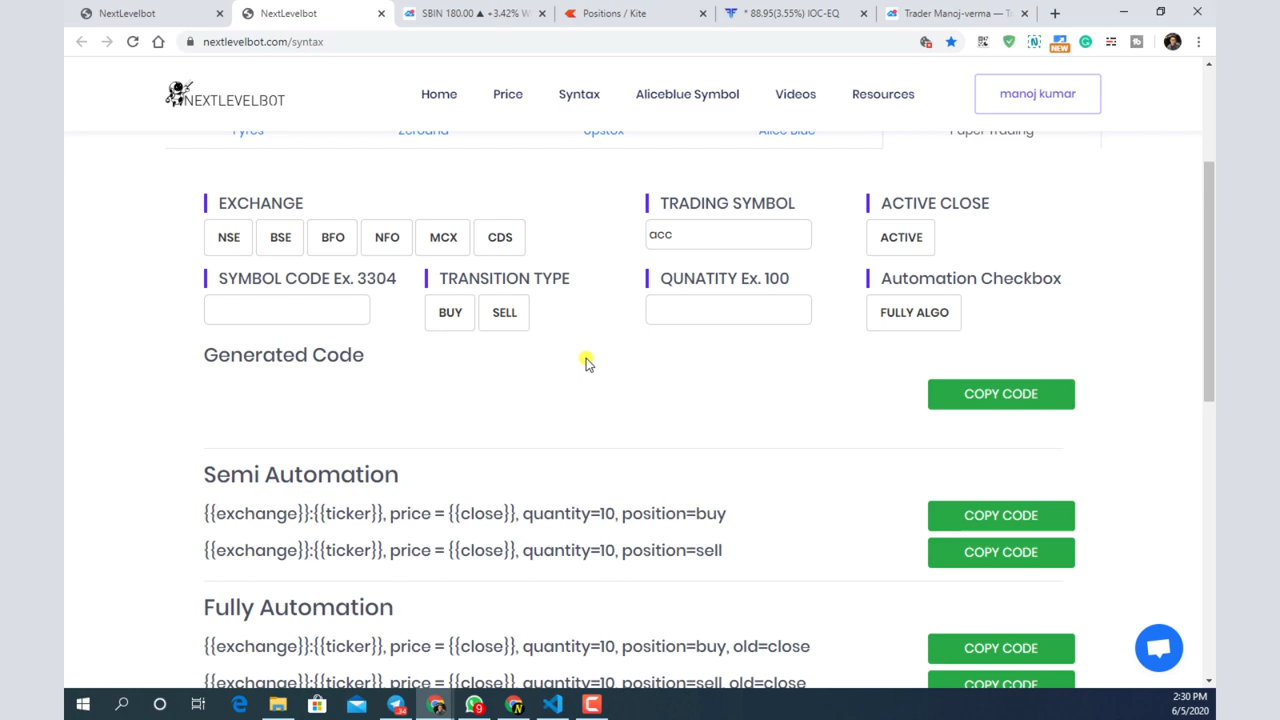 NextLevelbot
NextLevelbot
SBIN 180.00 ▲ +3.42% W
Positions / Kite
* 88.95(3.55%) IOC-EQ
Trader Manoj-verma — Tr
nextlevelbot.com/syntax
NEW
NEXTLEVELBOT
Home
Price
Syntax
Aliceblue Symbol
Videos
Resources
manoj kumar
Upstox
Alice Blue
Paper Trading
EXCHANGE
TRADING SYMBOL
ACTIVE CLOSE
NSE
BSE
BFO
NFO
MCX
CDS
acc
ACTIVE
SYMBOL CODE Ex. 3304
TRANSITION TYPE
QUNATITY Ex. 100
Automation Checkbox
BUY
SELL
FULLY ALGO
Generated Code
COPY CODE
Semi Automation
{{exchange}}:{{ticker}}, price = {{close}}, quantity=10, position=buy
COPY CODE
{{exchange}}:{{ticker}}, price = {{close}}, quantity=10, position=sell
COPY CODE
Fully Automation
{{exchange}}:{{ticker}}, price = {{close}}, quantity=10, position=buy, old=close
COPY CODE
{{exchange}}:{{ticker}}, price = {{close}}, quantity=10, position=sell, old=close
COPY CODE
34
9
2:30 PM
6/5/2020